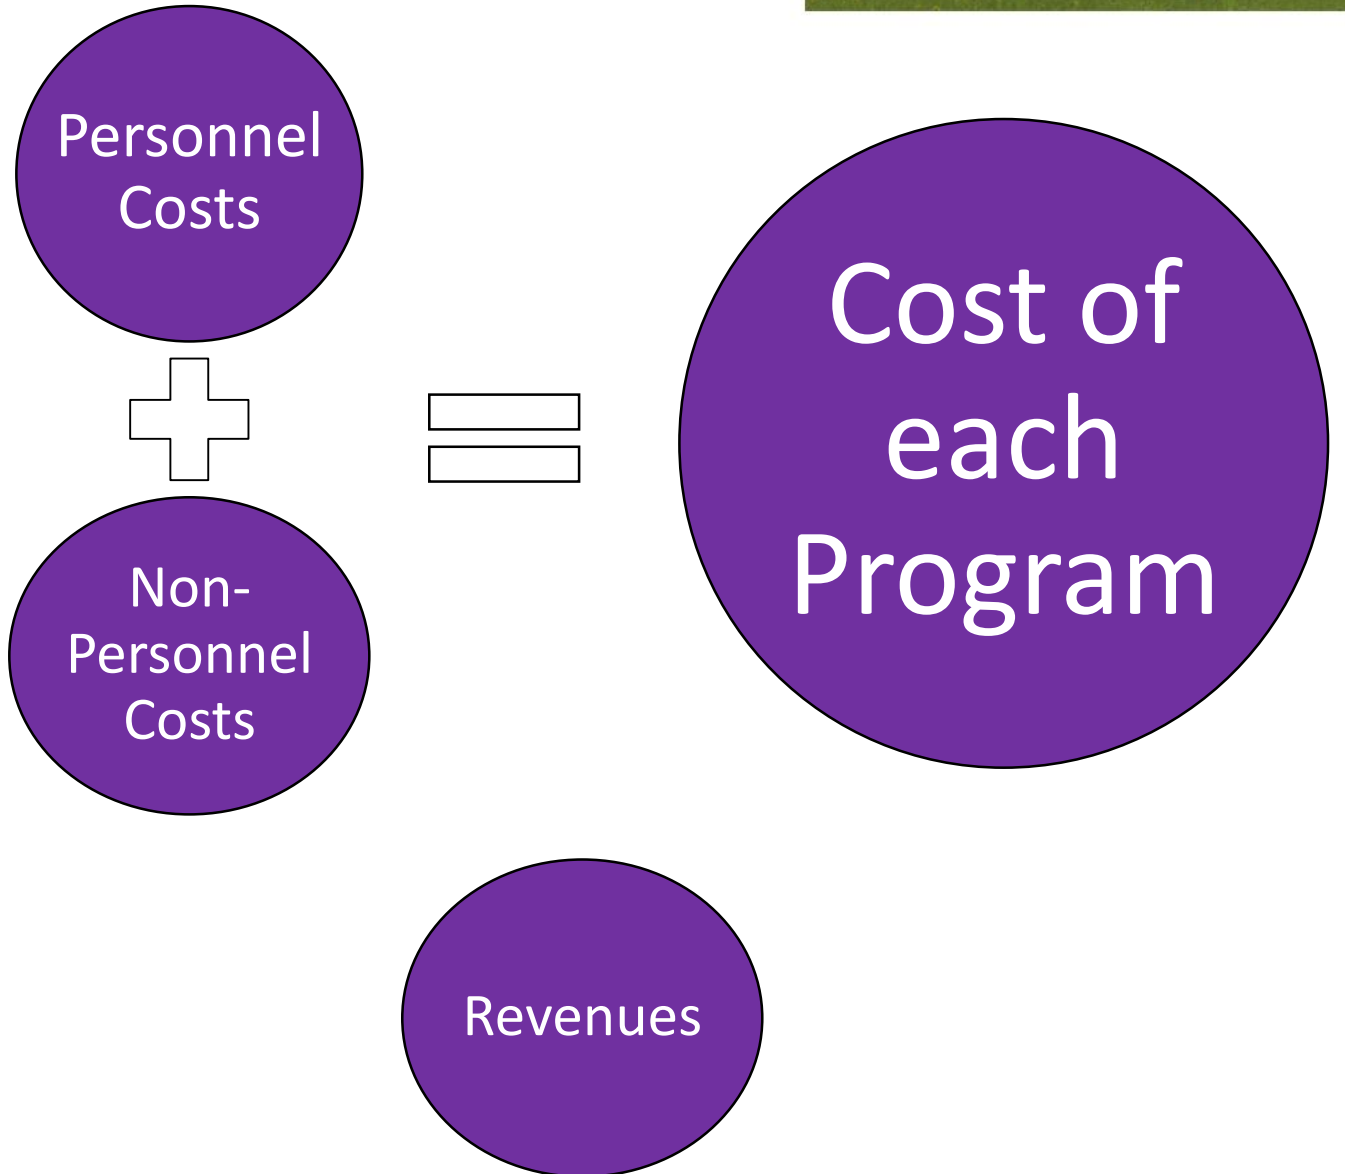 Personnel
Costs
Non-
Personnel
Costs
Cost of
each
Program
Revenues